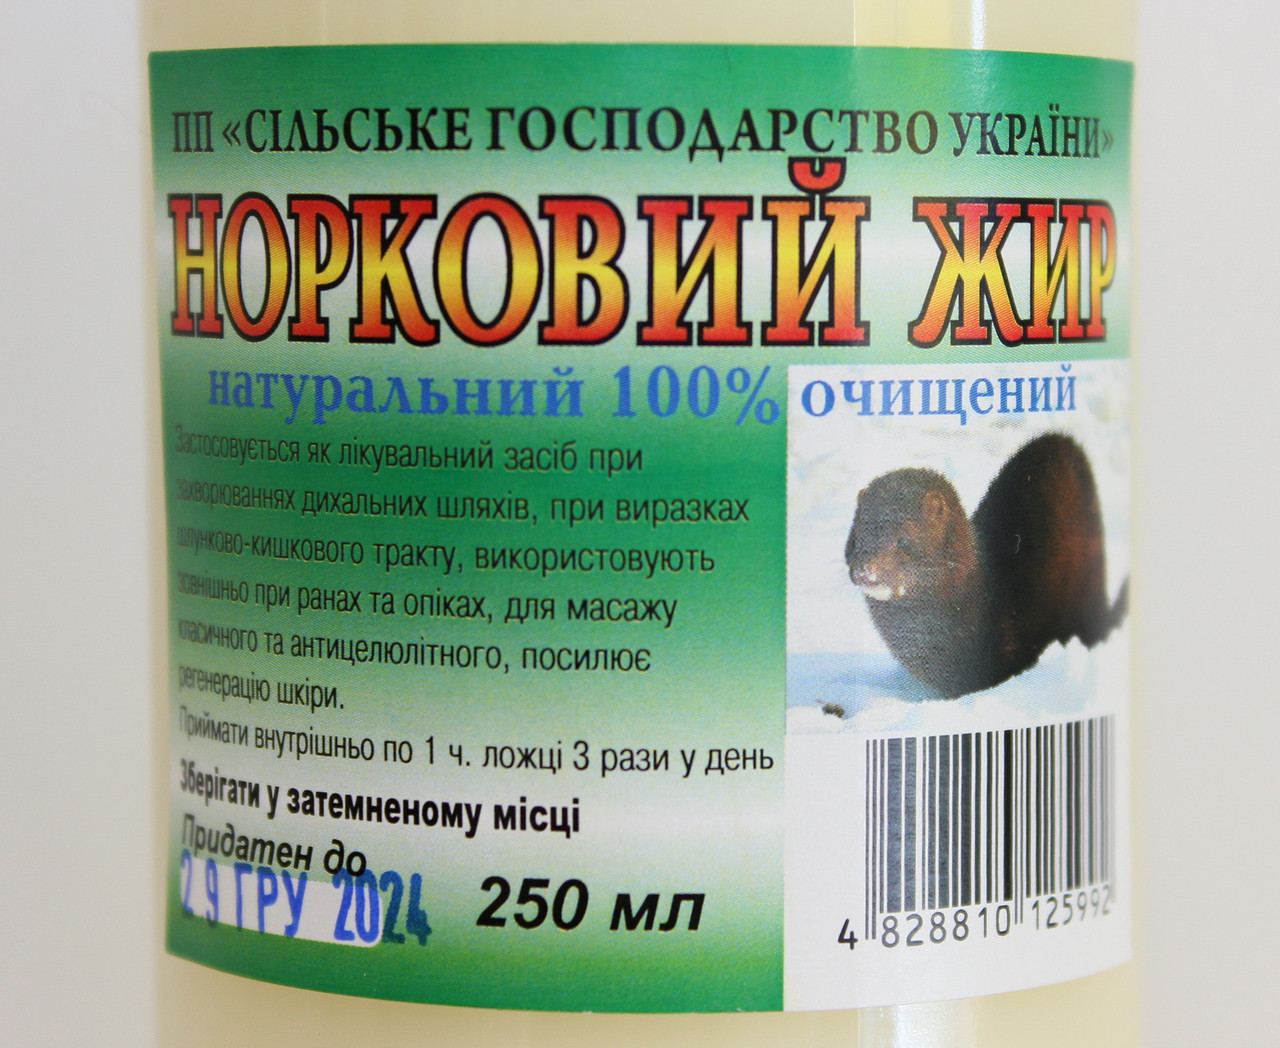 ПП «СІЛЬСЬКЕ ГОСПОДАРСТВО УКРАЇНИ»
НОРКОВИЙ ЖИР
натуральний 100% очищений
Застосовується як лікувальний засіб при
захворюваннях дихальних шляхів, при виразках
шлунково-кишкового тракту, використовують
зовнішньо при ранах та опіках, для масажу
класичного та антицелюлітного, посилює
регенерацію шкіри.
Приймати внутрішньо по 1 ч. ложці 3 рази у день
Зберігати у затемненому місці
Придатен до
29 ГРУ 2024
250 мл
4 828810 125992